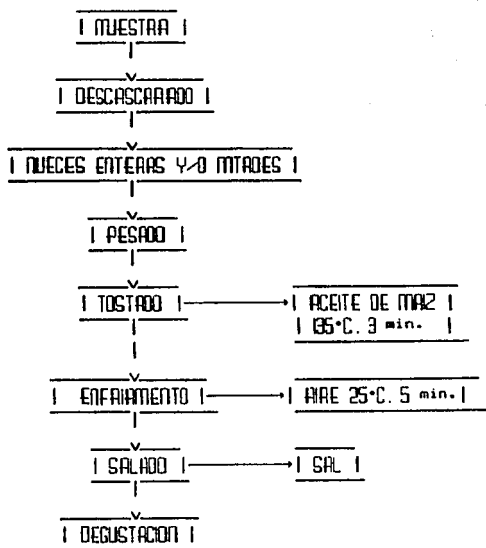 MUESTRA
DESCASCARADO
NUECES ENTERAS Y/O MITADES
PESADO
TOSTADO
ACEITE DE MAIZ
135°C. 3 min.
ENFRIAMIENTO
AIRE 25°C. 5 min.
SALADO
SAL
DEGUSTACION